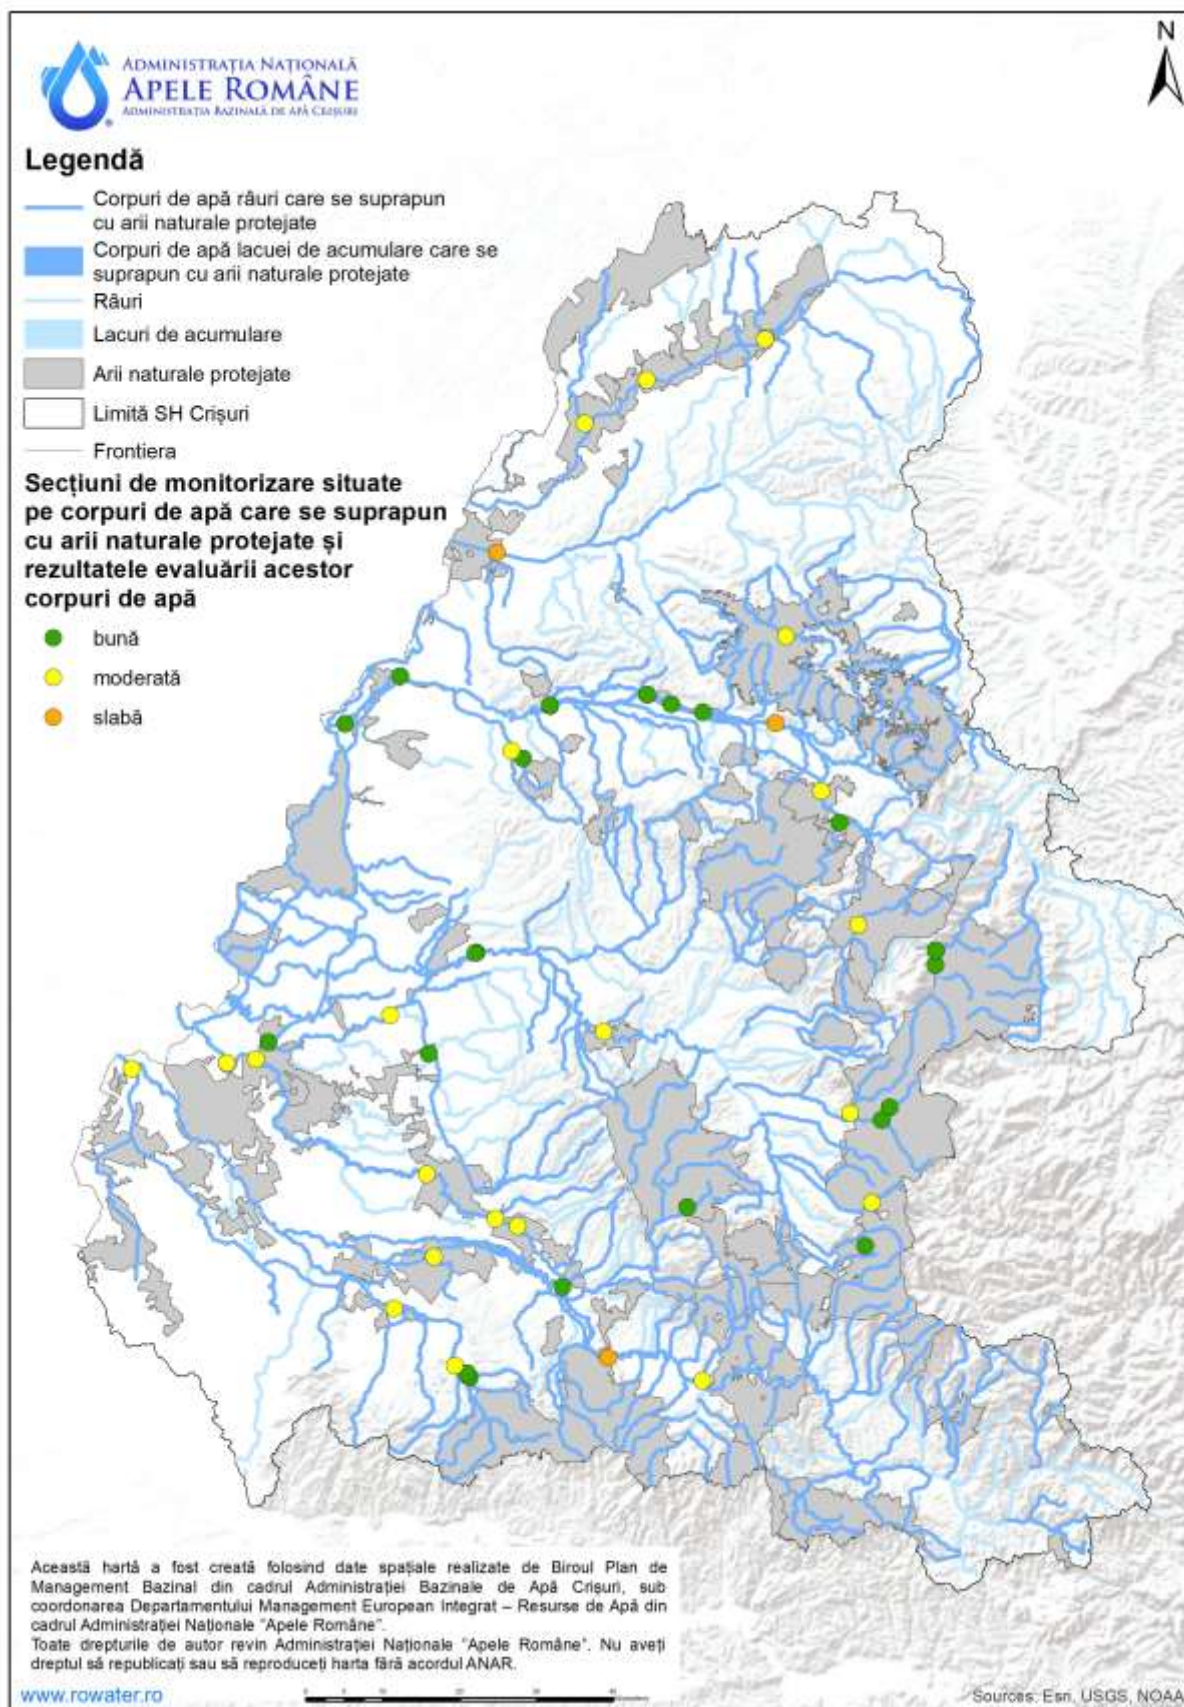 N
ADMINISTRAȚIA NAȚIONALĂ
APELE ROMÂNE
ADMINISTRAȚIA BAZINALĂ DE APĂ CRIȘURI
Legendă
Corpuri de apă râuri care se suprapun
cu arii naturale protejate
Corpuri de apă lacuei de acumulare care se
suprapun cu arii naturale protejate
Râuri
Lacuri de acumulare
Arii naturale protejate
Limită SH Crișuri
Frontiera
Secțiuni de monitorizare situate
pe corpuri de apă care se suprapun
cu arii naturale protejate și
rezultatele evaluării acestor
corpuri de apă
bună
moderată
slabă
Această hartă a fost creată folosind date spațiale realizate de Biroul Plan de
Management Bazinal din cadrul Administrației Bazinale de Apă Crișuri, sub
coordonarea Departamentului Management European Integrat – Resurse de Apă din
cadrul Administrației Naționale "Apele Române".
Toate drepturile de autor revin Administrației Naționale "Apele Române". Nu aveți
dreptul să republicați sau să reproduceți harta fără acordul ANAR.
www.rowater.ro
Sources: Esri, USGS, NOAA